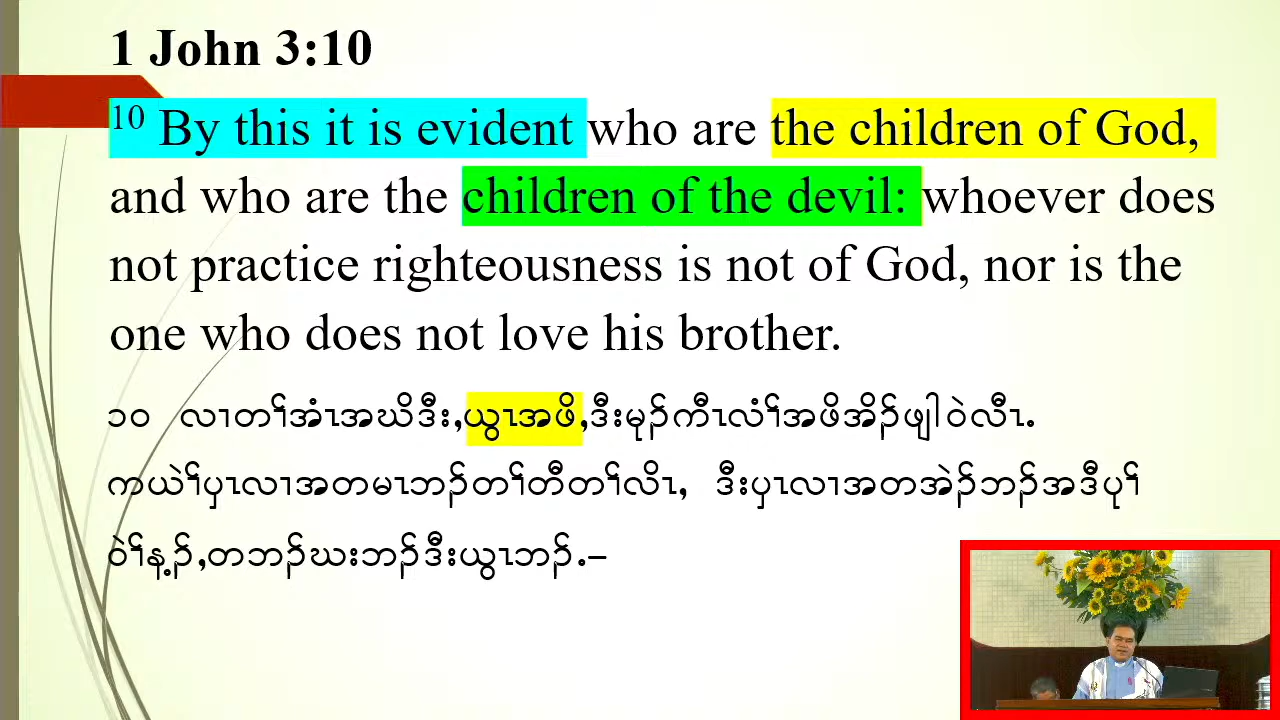 1 John 3:10
10 By this it is evident who are the children of God,
and who are the children of the devil: whoever does
not practice righteousness is not of God, nor is the
one who does not love his brother.
၁၀ လၢတၢ်အံၤအဃိဒီး,ယွၤအဖိ,ဒီးမုၣ်ကီၤလံၢ်အဖိအိၣ်ဖျါဝဲလီၤ.
ကယဲၢ်ပှၤလၢအတမၤဘၣ်တၢ်တီတၢ်လိၤ, ဒီးပှၤလၢအတအဲၣ်ဘၣ်အဒီပုၢ်
ဝဲၢ်န့ၣ်,တဘၣ်ဃးဘၣ်ဒီးယွၤဘၣ်.–